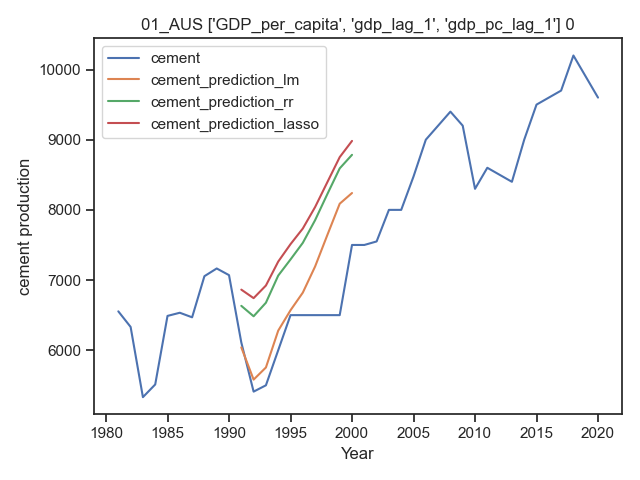 01_AUS ['GDP_per_capita', 'gdp_lag_1', 'gdp_pc_lag_1'] 0
cement
cement_prediction_lm
cement_prediction_rr
cement_prediction_lasso
cement production
10000
9000
8000
7000
6000
1980 1985 1990 1995 2000 2005 2010 2015 2020
Year